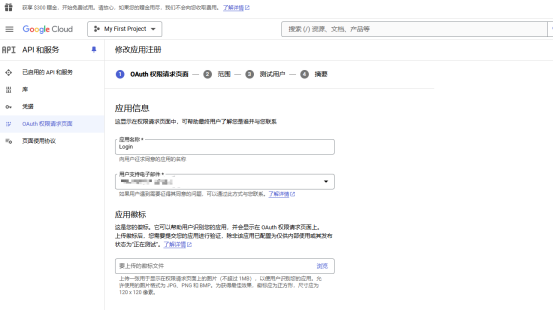 获享 $300 赠金，开始免费试用。请放心，如果您的赠金用尽，我们不会向您收取费用。 了解详情
Google Cloud
My First Project
搜索 (/) 资源、文档、产品等
API API 和服务
修改应用注册
已启用的 API 和服务
1 OAuth 权限请求页面 — 2 范围 — 3 测试用户 — 4 摘要
库
凭据
应用信息
OAuth 权限请求页面
这显示在权限请求页面中，可帮助最终用户了解您是谁并与您联系
页面使用协议
应用名称 *
Login
向用户征求同意的应用的名称
用户支持电子邮件 *
如果用户遇到需要征得其同意的问题，可以通过此方式与您联系。了解详情
应用徽标
这是您的徽标。它可以帮助用户识别您的应用，并会显示在 OAuth 权限请求页面上。
上传徽标后，您需要提交您的应用进行验证，除非该应用已配置为仅供内部使用或其发布
状态为“正在测试”。了解详情
要上传的徽标文件
浏览
上传一张用于显示在权限请求页面上的图片（不超过 1MB），以便用户识别您的应用。允
许使用的图片格式为 JPG、PNG 和 BMP。为获得最佳效果，徽标应为正方形，尺寸应为
120 x 120 像素。